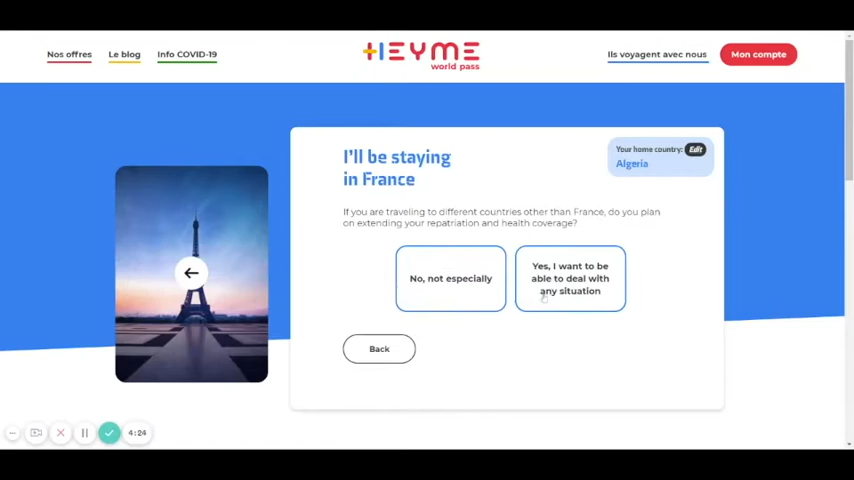 Nos offres
Le blog
Info COVID-19
HEYME
world pass
Ils voyagent avec nous
Mon compte
I'll be staying
in France
Your home country: Edit
Algeria
If you are traveling to different countries other than France, do you plan
on extending your repatriation and health coverage?
No, not especially
Yes, I want to be
able to deal with
any situation
Back
4:24